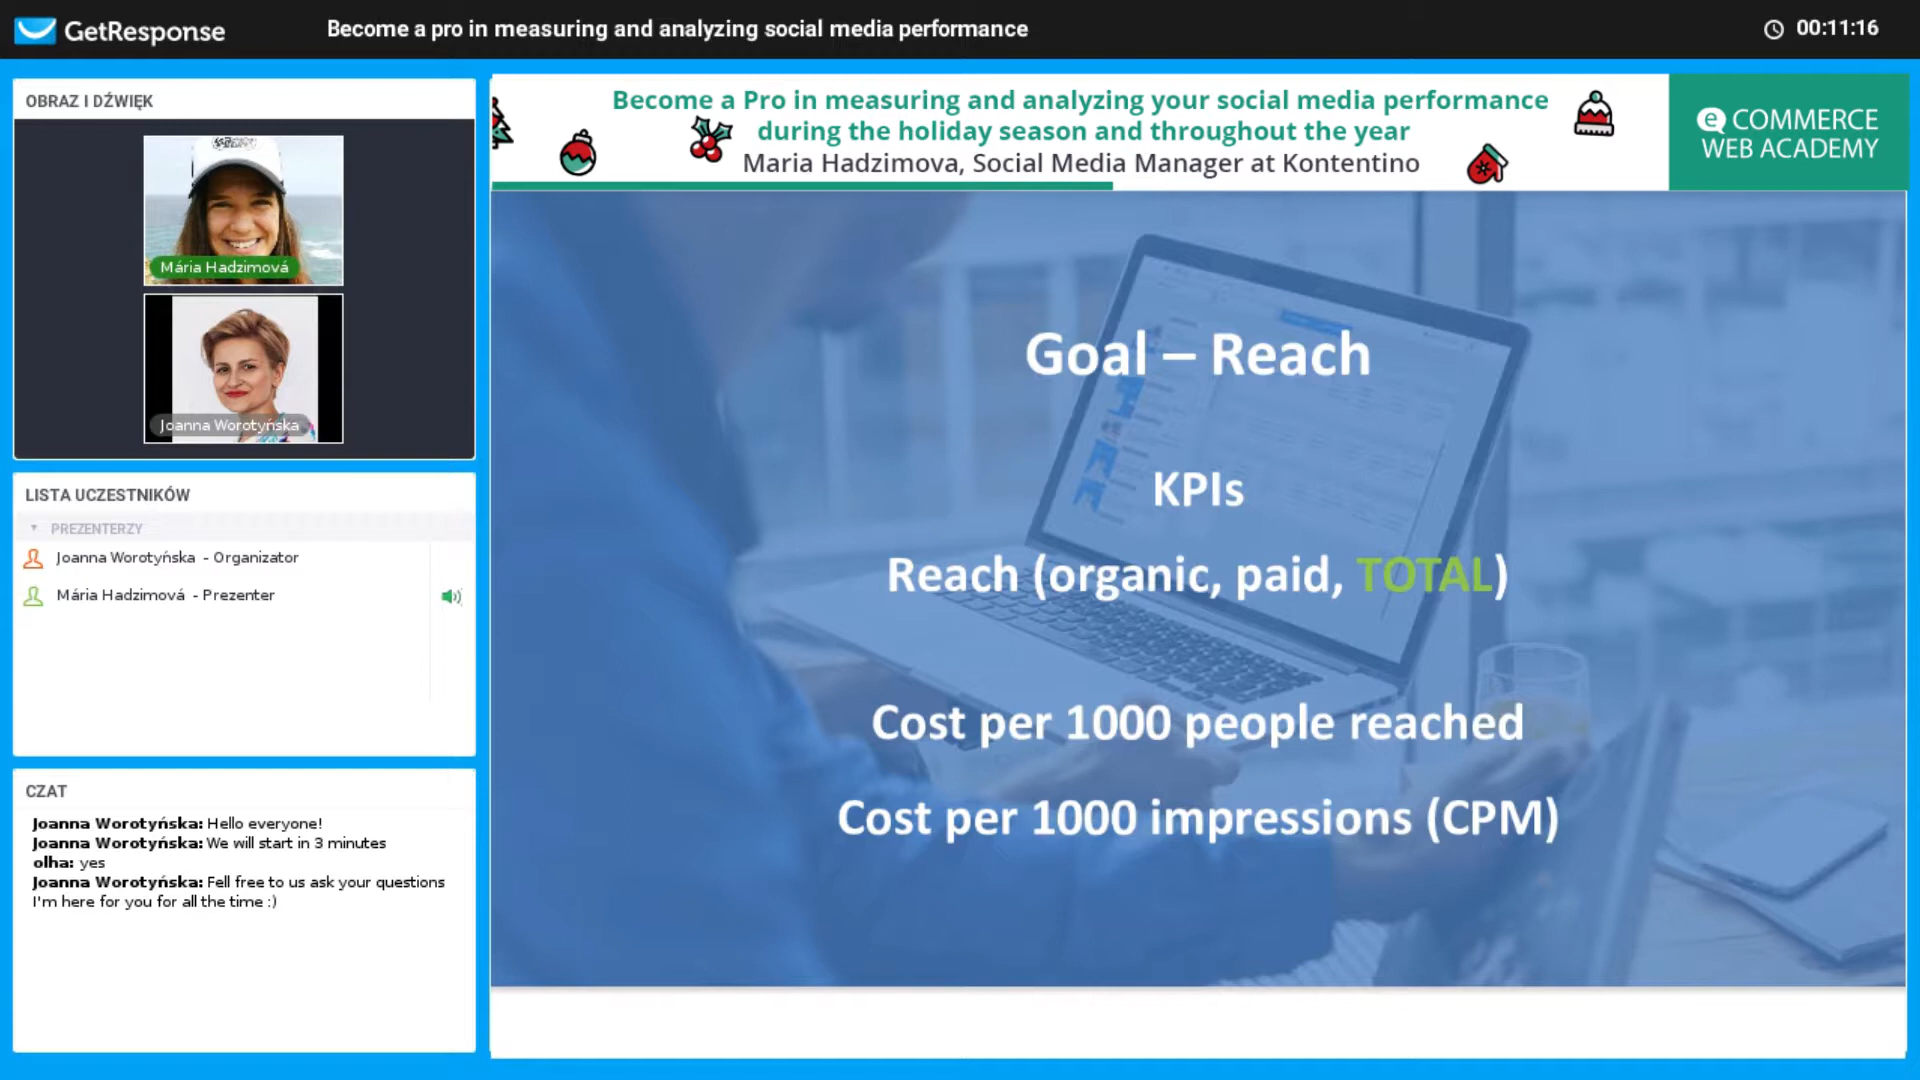 GetResponse
Become a pro in measuring and analyzing social media performance
00:11:16
OBRAZ I DŹWIĘK
Mária Hadzimová
Joanna Worotyńska
LISTA UCZESTNIKÓW
PREZENTERZY
Joanna Worotyńska - Organizator
Mária Hadzimová - Prezenter
CZAT
Joanna Worotyńska: Hello everyone!
Joanna Worotyńska: We will start in 3 minutes
olha: yes
Joanna Worotyńska: Fell free to us ask your questions
I'm here for you for all the time :)
Become a Pro in measuring and analyzing your social media performance
during the holiday season and throughout the year
Maria Hadzimova, Social Media Manager at Kontentino
e COMMERCE
WEB ACADEMY
Goal – Reach
KPIs
Reach (organic, paid, TOTAL)
Cost per 1000 people reached
Cost per 1000 impressions (CPM)